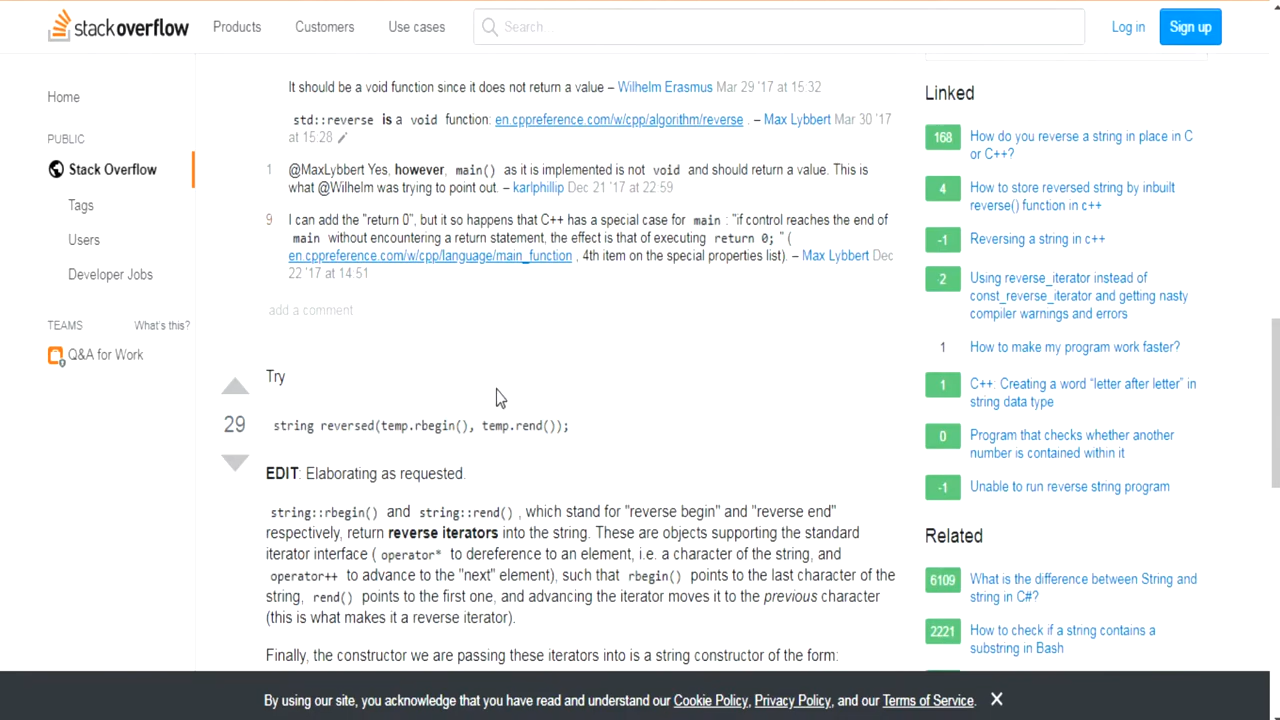 stackoverflow
Products
Customers
Use cases
Search...
Log in
Sign up
Home
PUBLIC
Stack Overflow
Tags
Users
Developer Jobs
TEAMS
What's this?
Q&A for Work
It should be a void function since it does not return a value – Wilhelm Erasmus Mar 29 '17 at 15:32
std::reverse is a void function: en.cppreference.com/w/cpp/algorithm/reverse . – Max Lybbert Mar 30 '17
at 15:28
1 @MaxLybbert Yes, however, main() as it is implemented is not void and should return a value. This is
what @Wilhelm was trying to point out. – karlphillip Dec 21 '17 at 22:59
9 I can add the "return 0", but it so happens that C++ has a special case for main : "if control reaches the end of
main without encountering a return statement, the effect is that of executing return 0; " (
en.cppreference.com/w/cpp/language/main_function , 4th item on the special properties list). – Max Lybbert Dec
22 '17 at 14:51
add a comment
29
Try
string reversed(temp.rbegin(), temp.rend());
EDIT: Elaborating as requested.
string::rbegin() and string::rend() , which stand for "reverse begin" and "reverse end"
respectively, return reverse iterators into the string. These are objects supporting the standard
iterator interface ( operator* to dereference to an element, i.e. a character of the string, and
operator++ to advance to the "next" element), such that rbegin() points to the last character of the
string, rend() points to the first one, and advancing the iterator moves it to the previous character
(this is what makes it a reverse iterator).
Finally, the constructor we are passing these iterators into is a string constructor of the form:
Linked
168 How do you reverse a string in place in C
or C++?
4 How to store reversed string by inbuilt
reverse() function in c++
-1 Reversing a string in c++
-2 Using reverse_iterator instead of
const_reverse_iterator and getting nasty
compiler warnings and errors
1 How to make my program work faster?
1 C++: Creating a word “letter after letter” in
string data type
0 Program that checks whether another
number is contained within it
-1 Unable to run reverse string program
Related
6109 What is the difference between String and
string in C#?
2221 How to check if a string contains a
substring in Bash
By using our site, you acknowledge that you have read and understand our Cookie Policy, Privacy Policy, and our Terms of Service.